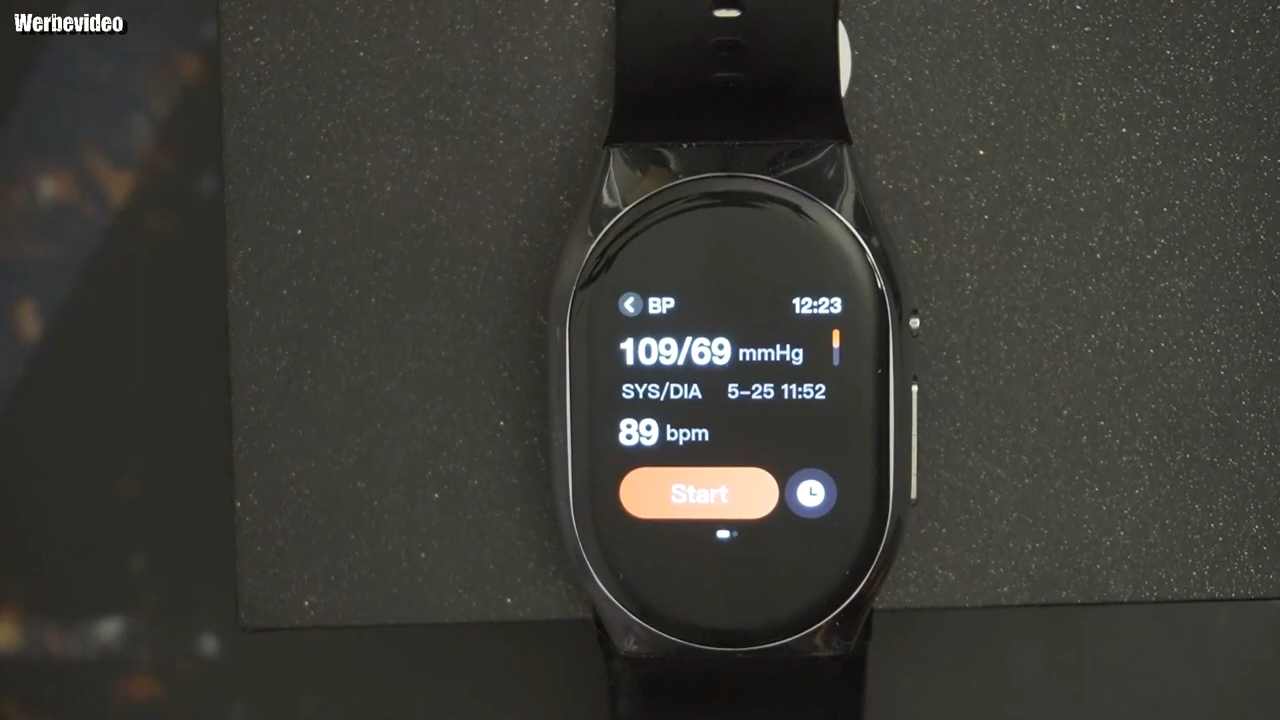 Werbevideo
BP 12:23
109/69 mmHg
SYS/DIA 5-25 11:52
89 bpm
Start